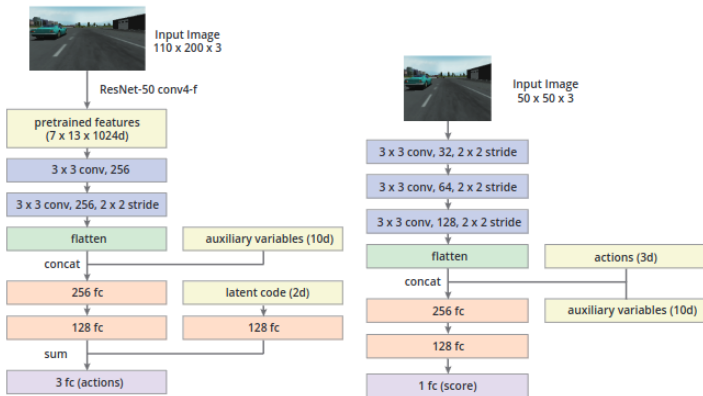 Input Image
110 x 200 x 3
ResNet-50 conv4-f
pretrained features
(7 x 13 x 1024d)
3 x 3 conv, 256
3 x 3 conv, 256, 2 x 2 stride
flatten
auxiliary variables (10d)
concat
256 fc
latent code (2d)
128 fc
128 fc
sum
3 fc (actions)
Input Image
50 x 50 x 3
3 x 3 conv, 32, 2 x 2 stride
3 x 3 conv, 64, 2 x 2 stride
3 x 3 conv, 128, 2 x 2 stride
flatten
actions (3d)
concat
256 fc
auxiliary variables (10d)
128 fc
1 fc (score)